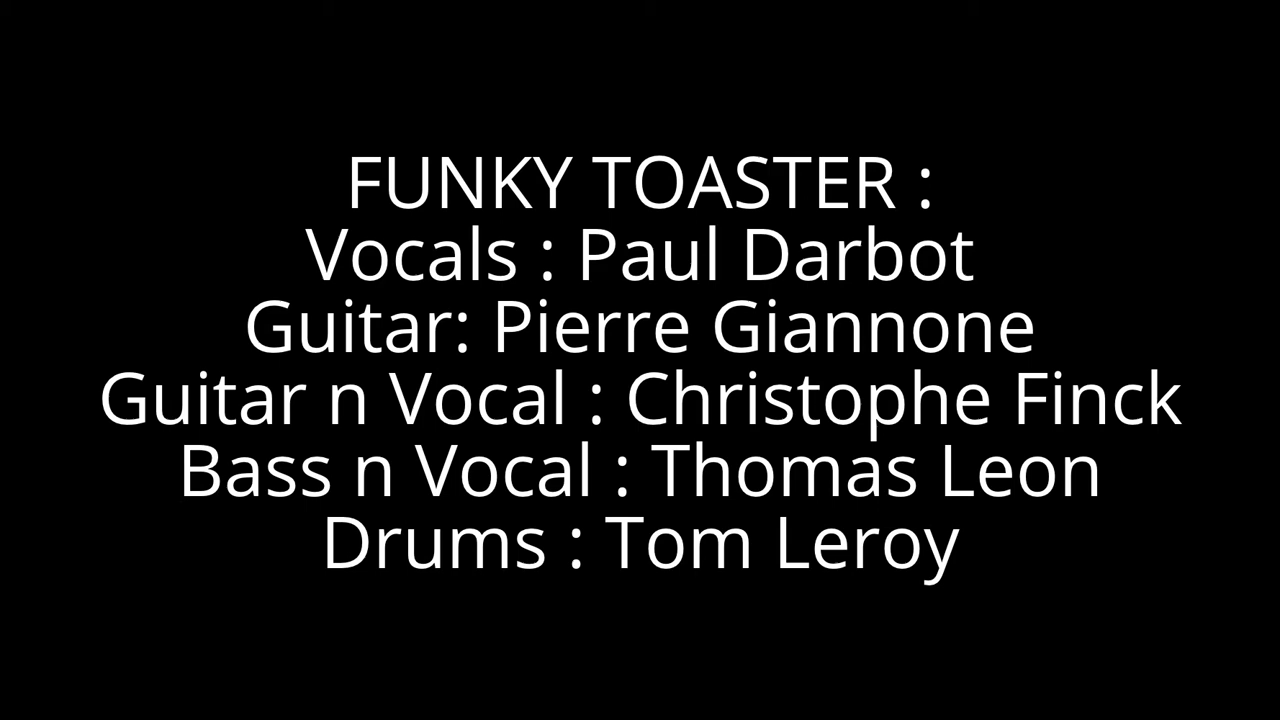 FUNKY TOASTER :
Vocals : Paul Darbot
Guitar: Pierre Giannone
Guitar n Vocal : Christophe Finck
Bass n Vocal : Thomas Leon
Drums : Tom Leroy